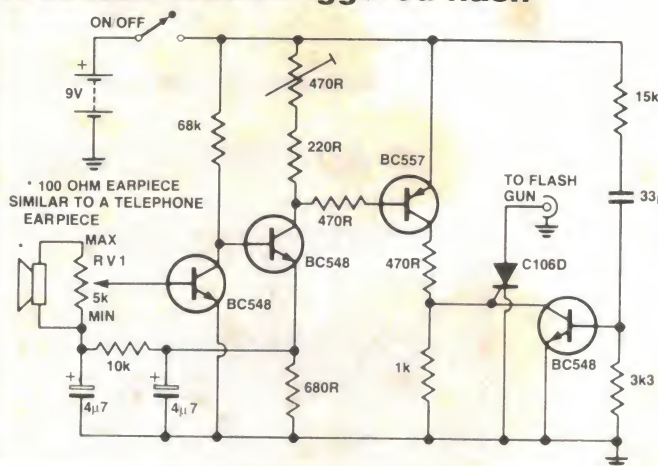 ON/OFF
+
9V
68k
470R
220R
470R
BC557
15k
TO FLASH
GUN
* 100 OHM EARPIECE
SIMILAR TO A TELEPHONE
EARPIECE
MAX
RV1
5k
MIN
BC548
BC548
470R
C106D
BC548
10k
+
4µ7
+
4µ7
680R
1k
3k3